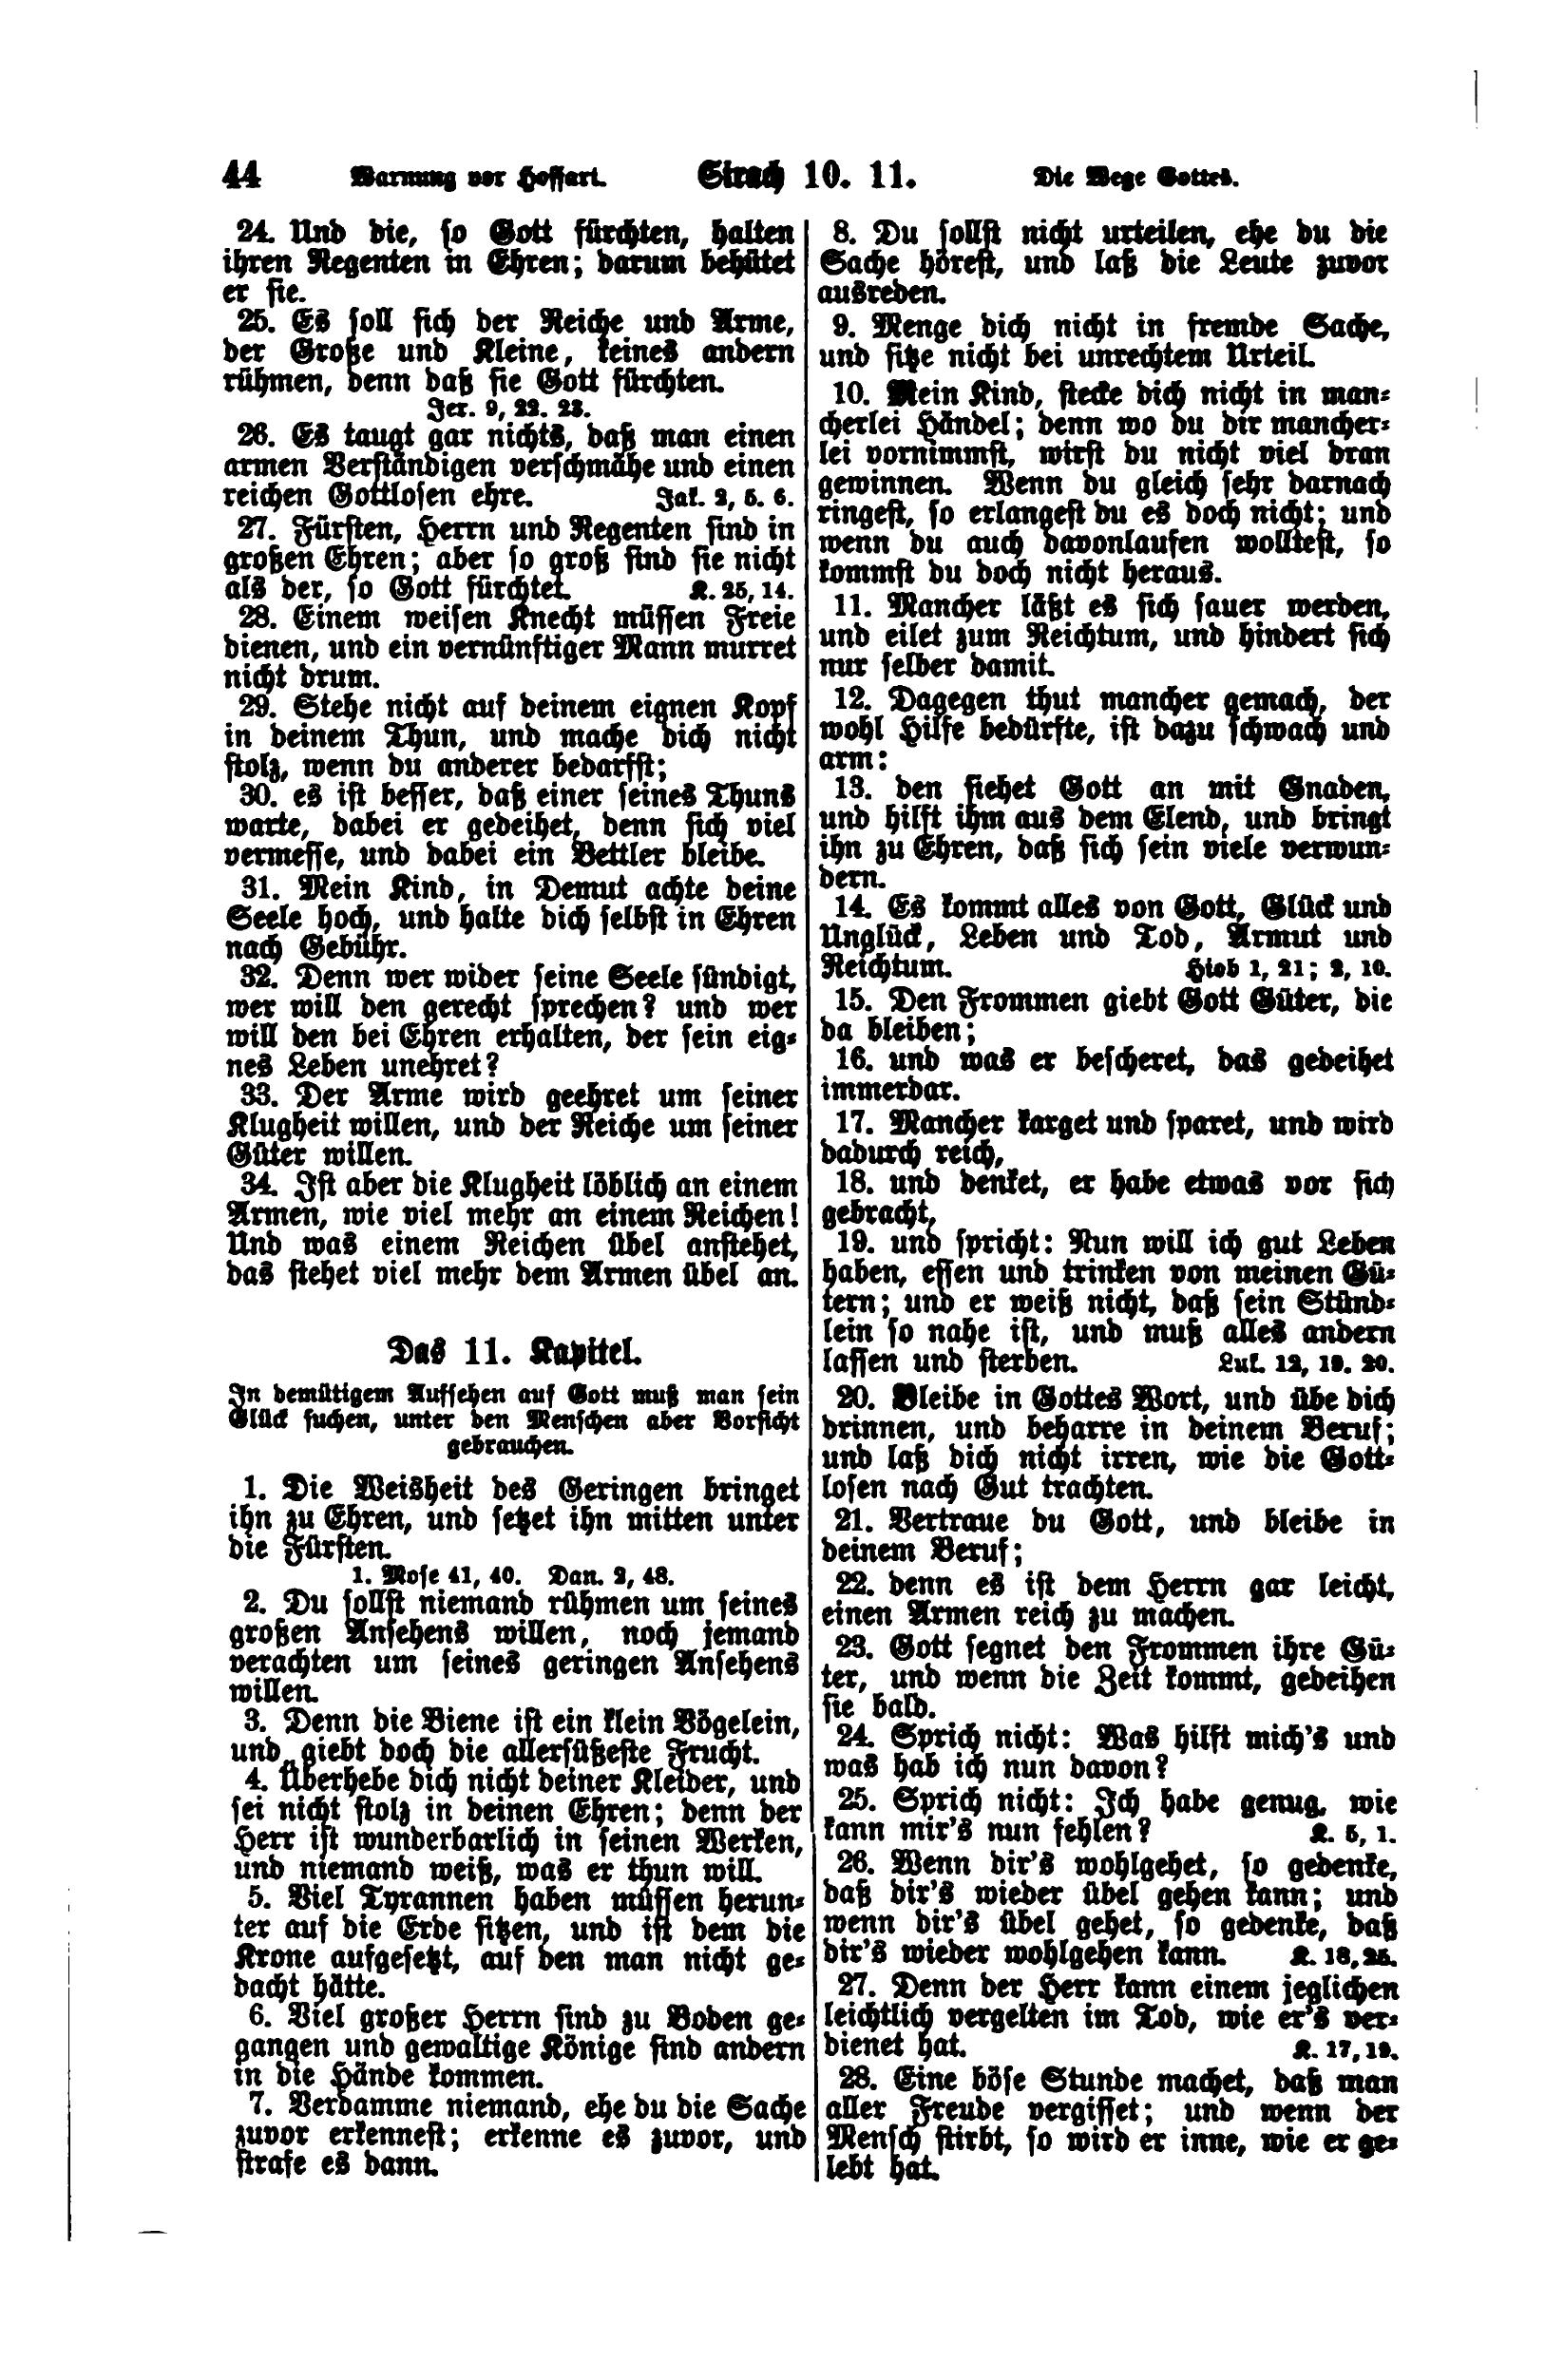 44 Warnung vor Hoffart. Sirach 10. 11. Die Wege Gottes.
24. Und die, so Gott fürchten, halten
ihren Regenten in Ehren; darum behütet
er sie.
25. Es soll sich der Reiche und Arme,
der Große und Kleine, keines andern
rühmen, denn daß sie Gott fürchten.
Jer. 9, 22. 23.
26. Es taugt gar nichts, daß man einen
armen Verständigen verschmähe und einen
reichen Gottlosen ehre. Jak. 2, 5. 6.
27. Fürsten, Herrn und Regenten sind in
großen Ehren; aber so groß sind sie nicht
als der, so Gott fürchtet. K. 25, 14.
28. Einem weisen Knecht müssen Freie
dienen, und ein vernünftiger Mann murret
nicht drum.
29. Stehe nicht auf deinem eignen Kopf
in deinem Thun, und mache dich nicht
stolz, wenn du anderer bedarfst;
30. es ist besser, daß einer seines Thuns
warte, dabei er gedeihet, denn sich viel
vermesse, und dabei ein Bettler bleibe.
31. Mein Kind, in Demut achte deine
Seele hoch, und halte dich selbst in Ehren
nach Gebühr.
32. Denn wer wider seine Seele sündigt,
wer will den gerecht sprechen? und wer
will den bei Ehren erhalten, der sein eig-
nes Leben unehret?
33. Der Arme wird geehret um seiner
Klugheit willen, und der Reiche um seiner
Güter willen.
34. Ist aber die Klugheit löblich an einem
Armen, wie viel mehr an einem Reichen!
Und was einem Reichen übel anstehet,
das stehet viel mehr dem Armen übel an.
Das 11. Kapitel.
In demütigem Aufsehen auf Gott muß man sein
Glück suchen, unter den Menschen aber Vorsicht
gebrauchen.
1. Die Weisheit des Geringen bringet
ihn zu Ehren, und setzet ihn mitten unter
die Fürsten.
1. Mose 41, 40. Dan. 2, 48.
2. Du sollst niemand rühmen um seines
großen Ansehens willen, noch jemand
verachten um seines geringen Ansehens
willen.
3. Denn die Biene ist ein klein Vögelein,
und giebt doch die allersüßeste Frucht.
4. Überhebe dich nicht deiner Kleider, und
sei nicht stolz in deinen Ehren; denn der
Herr ist wunderbarlich in seinen Werken,
und niemand weiß, was er thun will.
5. Viel Tyrannen haben müssen herun-
ter auf die Erde sitzen, und ist dem die
Krone aufgesetzt, auf den man nicht ge-
dacht hätte.
6. Viel großer Herrn sind zu Boden ge-
gangen und gewaltige Könige sind andern
in die Hände kommen.
7. Verdamme niemand, ehe du die Sache
zuvor erkennest; erkenne es zuvor, und
strafe es dann.
8. Du sollst nicht urteilen, ehe du die
Sache hörest, und laß die Leute zuvor
ausreden.
9. Menge dich nicht in fremde Sache,
und sitze nicht bei unrechtem Urteil.
10. Mein Kind, stecke dich nicht in man-
cherlei Händel; denn wo du dir mancher-
lei vornimmst, wirst du nicht viel dran
gewinnen. Wenn du gleich sehr darnach
ringest, so erlangest du es doch nicht; und
wenn du auch davonlaufen wolltest, so
kommst du doch nicht heraus.
11. Mancher läßt es sich sauer werden,
und eilet zum Reichtum, und hindert sich
nur selber damit.
12. Dagegen thut mancher gemach, der
wohl Hilfe bedürfte, ist dazu schwach und
arm:
13. den siehet Gott an mit Gnaden,
und hilft ihm aus dem Elend, und bringt
ihn zu Ehren, daß sich sein viele verwun-
dern.
14. Es kommt alles von Gott, Glück und
Unglück, Leben und Tod, Armut und
Reichtum. Hiob 1, 21; 2, 10.
15. Den Frommen giebt Gott Güter, die
da bleiben;
16. und was er bescheret, das gedeihet
immerdar.
17. Mancher karget und sparet, und wird
dadurch reich,
18. und denket, er habe etwas vor sich
gebracht,
19. und spricht: Nun will ich gut Leben
haben, essen und trinken von meinen Gü-
tern; und er weiß nicht, daß sein Stünd-
lein so nahe ist, und muß alles andern
lassen und sterben. Luk. 12, 19. 20.
20. Bleibe in Gottes Wort, und übe dich
drinnen, und beharre in deinem Beruf;
und laß dich nicht irren, wie die Gott-
losen nach Gut trachten.
21. Vertraue du Gott, und bleibe in
deinem Beruf;
22. denn es ist dem Herrn gar leicht,
einen Armen reich zu machen.
23. Gott segnet den Frommen ihre Gü-
ter, und wenn die Zeit kommt, gedeihen
sie bald.
24. Sprich nicht: Was hilft mich's und
was hab ich nun davon?
25. Sprich nicht: Ich habe genug, wie
kann mir's nun fehlen? K. 5, 1.
26. Wenn dir's wohlgehet, so gedenke,
daß dir's wieder übel gehen kann; und
wenn dir's übel gehet, so gedenke, daß
dir's wieder wohlgehen kann. K. 18, 25.
27. Denn der Herr kann einem jeglichen
leichtlich vergelten im Tod, wie er's ver-
dienet hat. K. 17, 19.
28. Eine böse Stunde machet, daß man
aller Freude vergisset; und wenn der
Mensch stirbt, so wird er inne, wie er ge-
lebt hat.